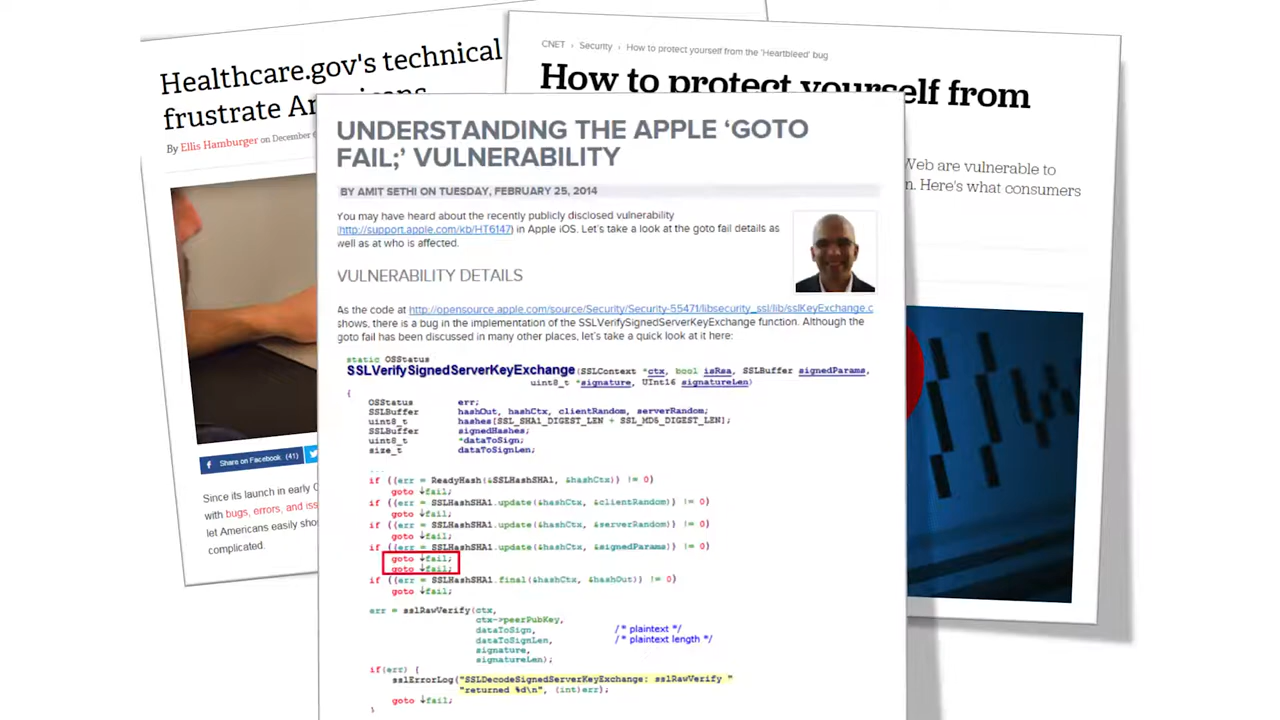 Healthcare.gov's technical
frustrate Americans
By Ellis Hamburger on December
Share on Facebook (41)
Since its launch in early
with bugs, errors, and
let Americans easily
complicated.
CNET › Security › How to protect yourself from the 'Heartbleed' bug
How to protect yourself from
Web are vulnerable to
Here's what consumers
UNDERSTANDING THE APPLE ‘GOTO
FAIL;’ VULNERABILITY
BY AMIT SETHI ON TUESDAY, FEBRUARY 25, 2014
You may have heard about the recently publicly disclosed vulnerability
(http://support.apple.com/kb/HT6147) in Apple iOS. Let’s take a look at the goto fail details as
well as at who is affected.
VULNERABILITY DETAILS
As the code at http://opensource.apple.com/source/Security/Security-55471/libsecurity_ssl/lib/sslKeyExchange.c
shows, there is a bug in the implementation of the SSLVerifySignedServerKeyExchange function. Although the
goto fail has been discussed in many other places, let’s take a quick look at it here:
static OSStatus
SSLVerifySignedServerKeyExchange(SSLContext *ctx, bool isRsa, SSLBuffer signedParams,
uint8_t *signature, UInt16 signatureLen)
{
OSStatus err;
SSLBuffer hashOut, hashCtx, clientRandom, serverRandom;
uint8_t hashes[SSL_SHA1_DIGEST_LEN + SSL_MD5_DIGEST_LEN];
SSLBuffer signedHashes;
uint8_t *dataToSign;
size_t dataToSignLen;
...
if ((err = ReadyHash(&SSLHashSHA1, &hashCtx)) != 0)
goto ↓fail;
if ((err = SSLHashSHA1.update(&hashCtx, &clientRandom)) != 0)
goto ↓fail;
if ((err = SSLHashSHA1.update(&hashCtx, &serverRandom)) != 0)
goto ↓fail;
if ((err = SSLHashSHA1.update(&hashCtx, &signedParams)) != 0)
goto ↓fail;
goto ↓fail;
if ((err = SSLHashSHA1.final(&hashCtx, &hashOut)) != 0)
goto ↓fail;
err = sslRawVerify(ctx,
ctx->peerPubKey,
dataToSign, /* plaintext */
dataToSignLen, /* plaintext length */
signature,
signatureLen);
if(err) {
sslErrorLog("SSLDecodeSignedServerKeyExchange: sslRawVerify "
"returned %d\n", (int)err);
goto ↓fail;
}